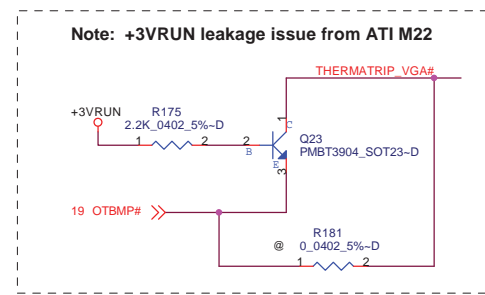 Note: +3VRUN leakage issue from ATI M22
THERMATRIP_VGA#
+3VRUN
R175
2.2K_0402_5%~D
1
2
2
B
1
C
E
3
Q23
PMBT3904_SOT23~D
19 OTBMP#
@
R181
0_0402_5%~D
1
2